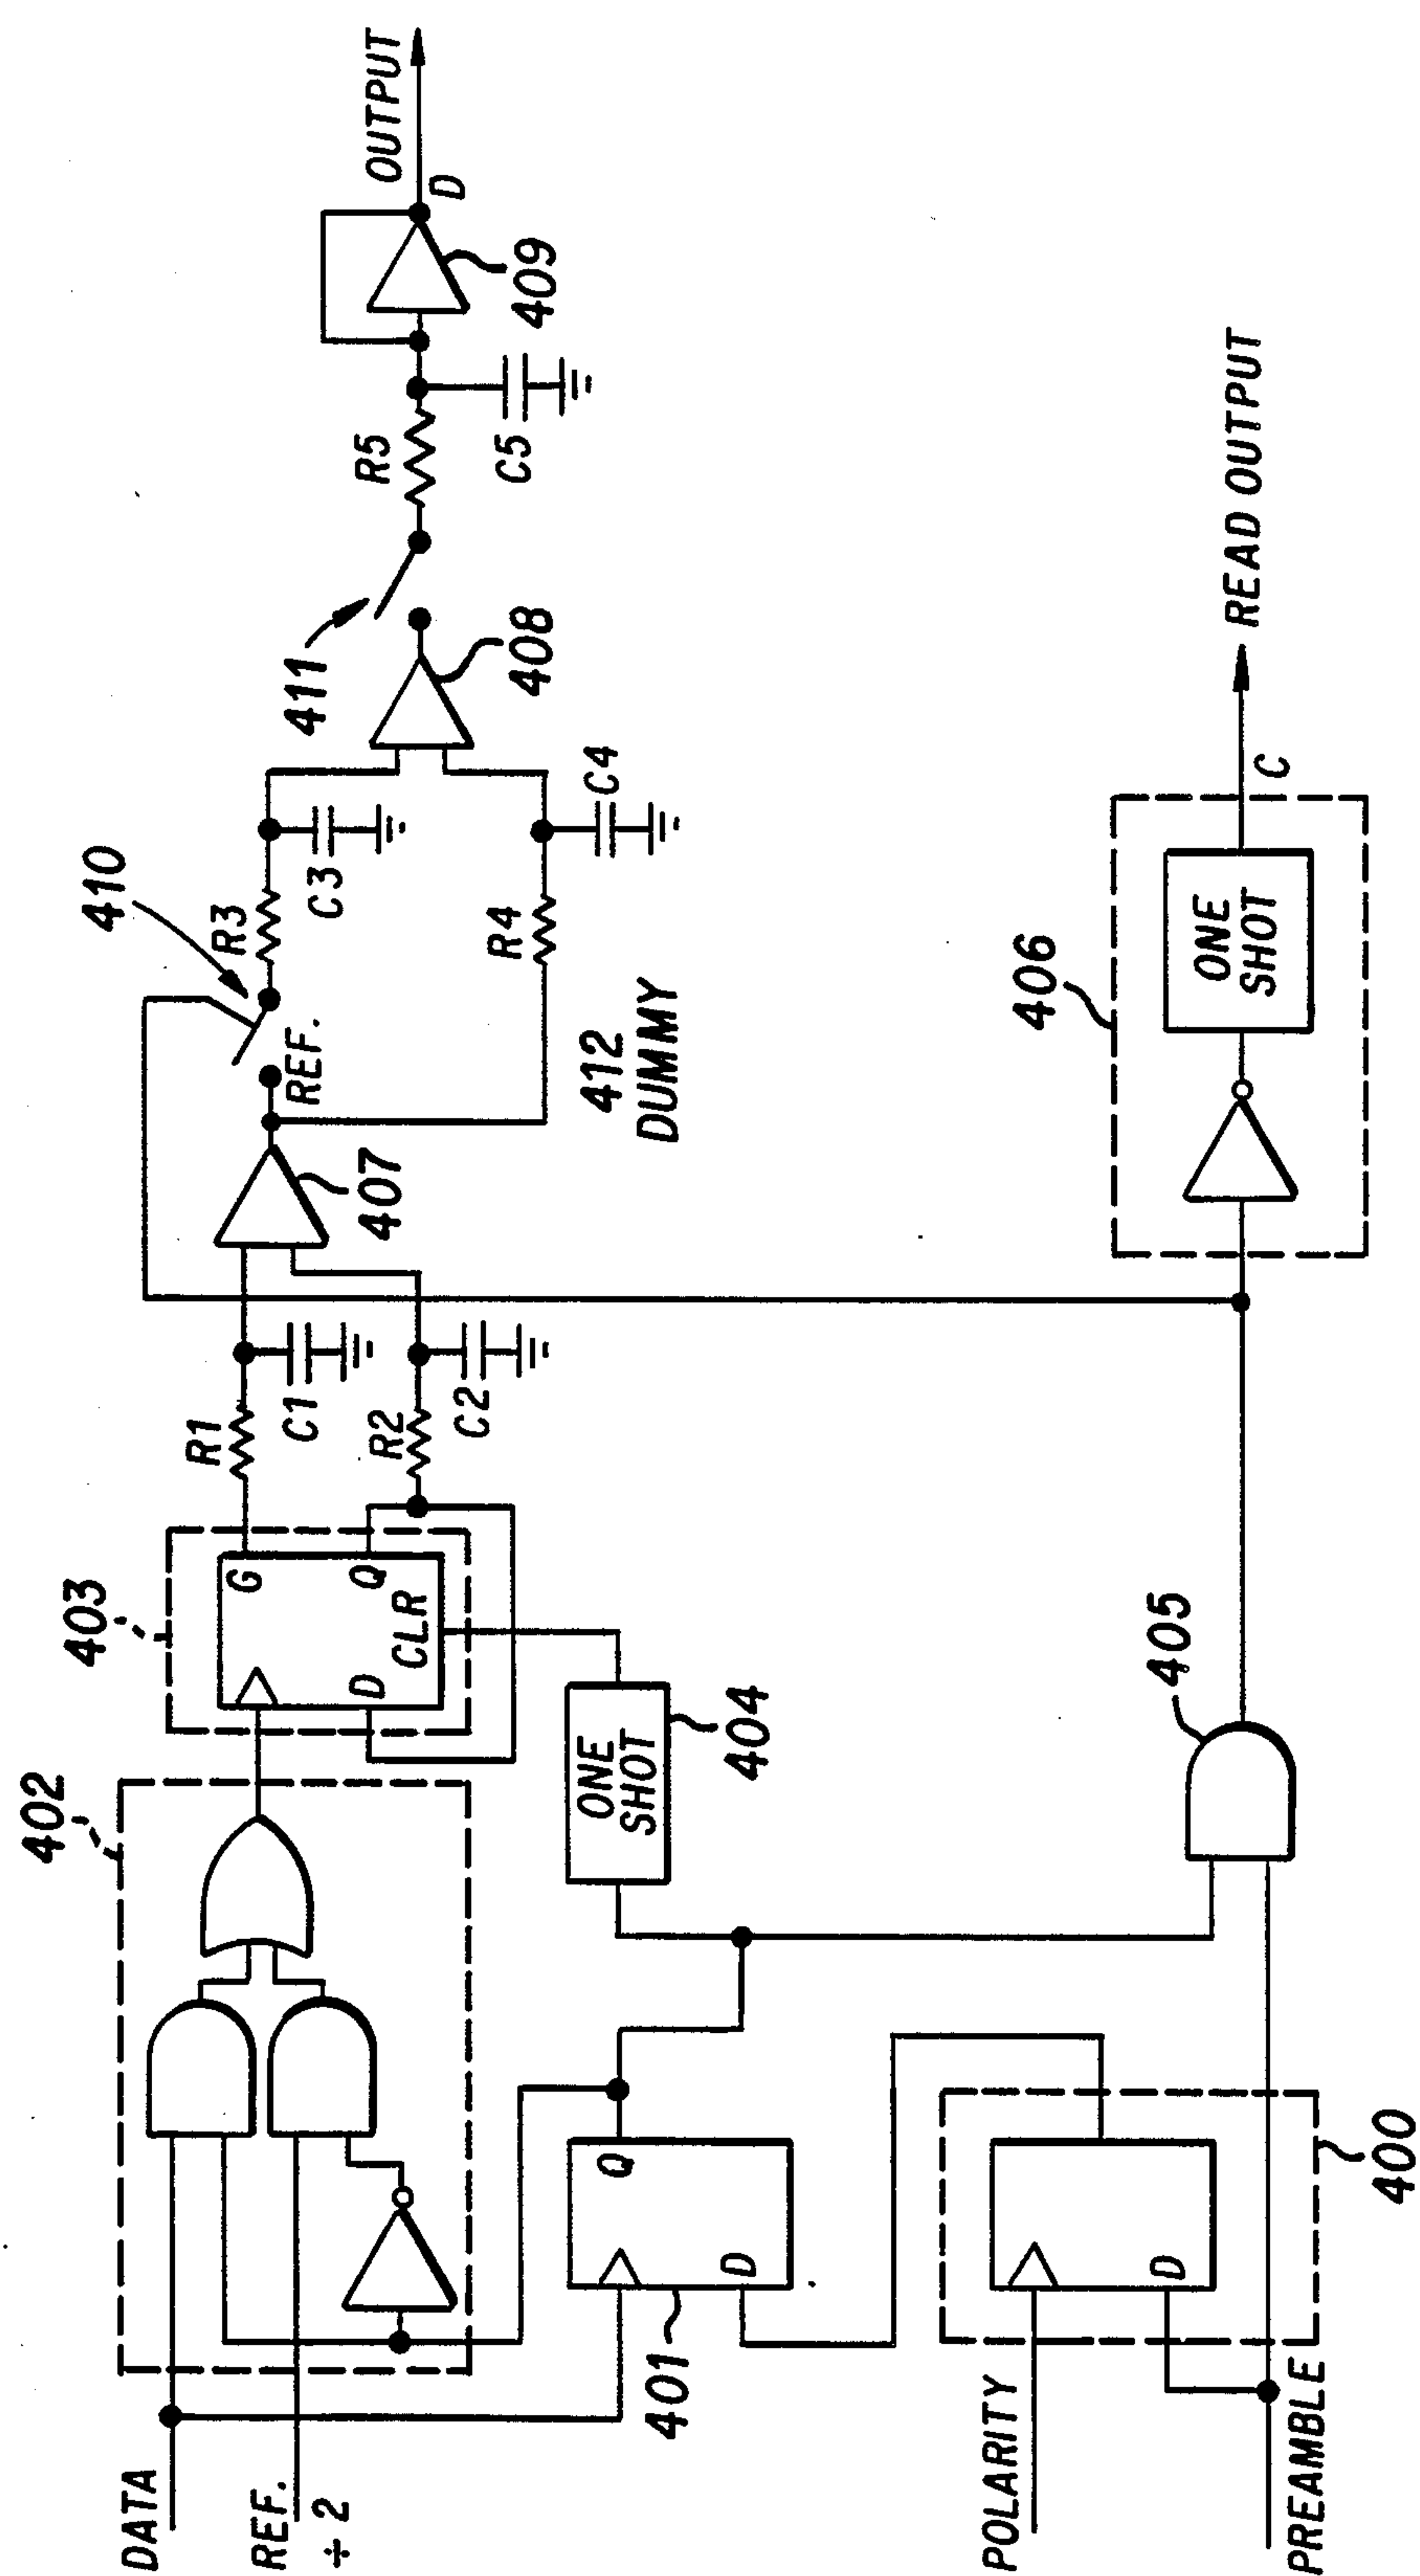 DATA
REF.
÷ 2
POLARITY
PREAMBLE
402
403
G
Q
D
CLR
R1
C1
R2
C2
407
410
REF.
R3
C3
R4
C4
412
DUMMY
408
411
R5
C5
409
D
OUTPUT
401
Q
D
ONE
SHOT
404
400
D
405
406
ONE
SHOT
C
READ OUTPUT